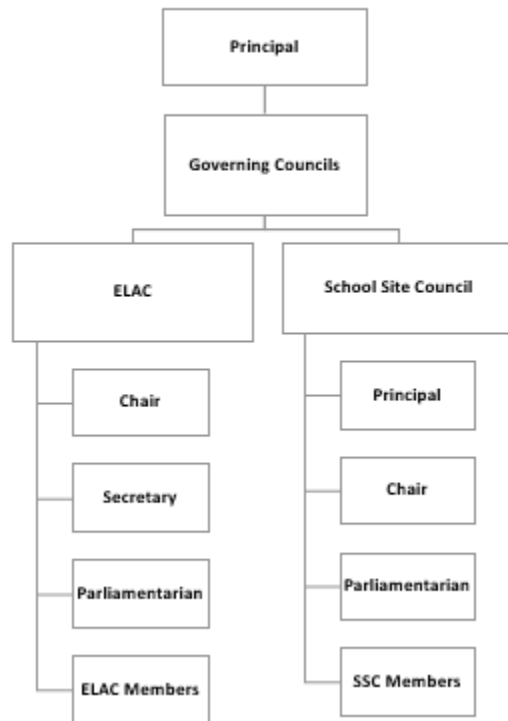 Principal
Governing Councils
ELAC
School Site Council
Chair
Secretary
Parliamentarian
ELAC Members
Principal
Chair
Parliamentarian
SSC Members